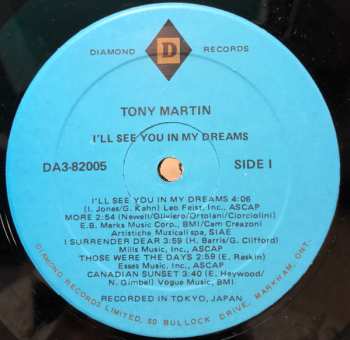 DIAMOND D RECORDS
TONY MARTIN
I'LL SEE YOU IN MY DREAMS
DA3-82005 SIDE I
I'LL SEE YOU IN MY DREAMS 4:06
(I. Jones/G. Kahn) Leo Feist, Inc., ASCAP
MORE 2:54 (Newell/Oliviero/Ortolani/Ciorciolini)
E.B. Marks Music Corp., BMI/Cam Creazoni
Artistiche Muzicali spa, SIAE
I SURRENDER DEAR 3:59 (H. Barris/G. Clifford)
Mills Music, Inc., ASCAP
THOSE WERE THE DAYS 2:59 (E. Raskin)
Esses Music, Inc., ASCAP
CANADIAN SUNSET 3:40 (E. Heywood/
N. Gimbel) Vogue Music, BMI
RECORDED IN TOKYO, JAPAN
DIAMOND RECORDS LIMITED, 50 BULLOCK DRIVE, MARKHAM, ONT.